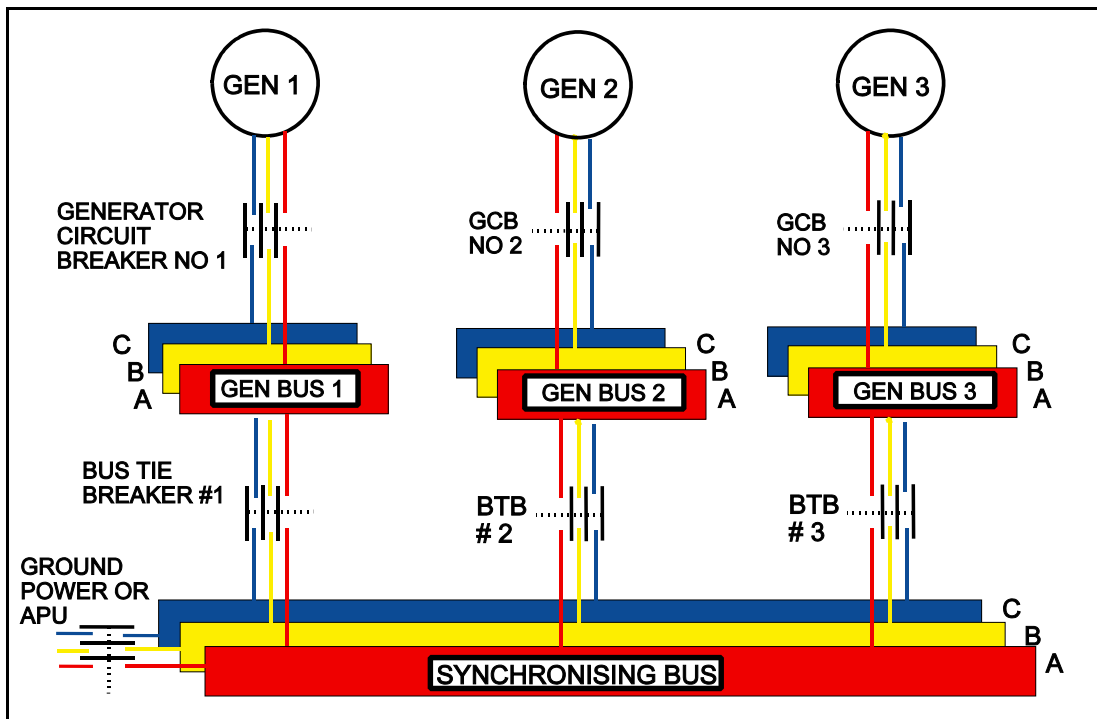 GEN 1
GEN 2
GEN 3
GENERATOR
CIRCUIT
BREAKER NO 1
GCB
NO 2
GCB
NO 3
C
B
A
GEN BUS 1
C
B
A
GEN BUS 2
C
B
A
GEN BUS 3
BUS TIE
BREAKER #1
BTB
# 2
BTB
# 3
GROUND
POWER OR
APU
C
B
A
SYNCHRONISING BUS